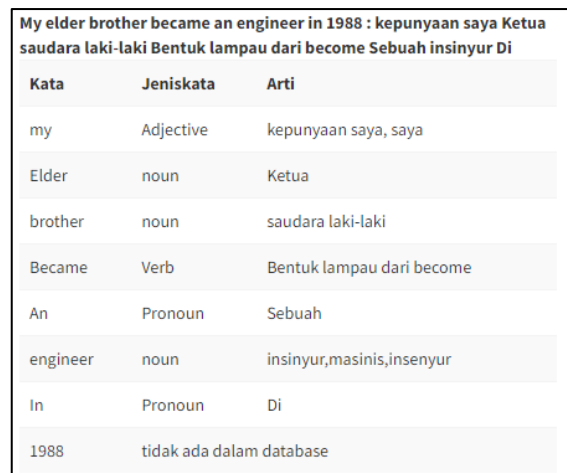 My elder brother became an engineer in 1988 : kepunyaan saya Ketua
saudara laki-laki Bentuk lampau dari become Sebuah insinyur Di
Kata Jeniskata Arti
my Adjective kepunyaan saya, saya
Elder noun Ketua
brother noun saudara laki-laki
Became Verb Bentuk lampau dari become
An Pronoun Sebuah
engineer noun insinyur,masinis,insenyur
In Pronoun Di
1988 tidak ada dalam database